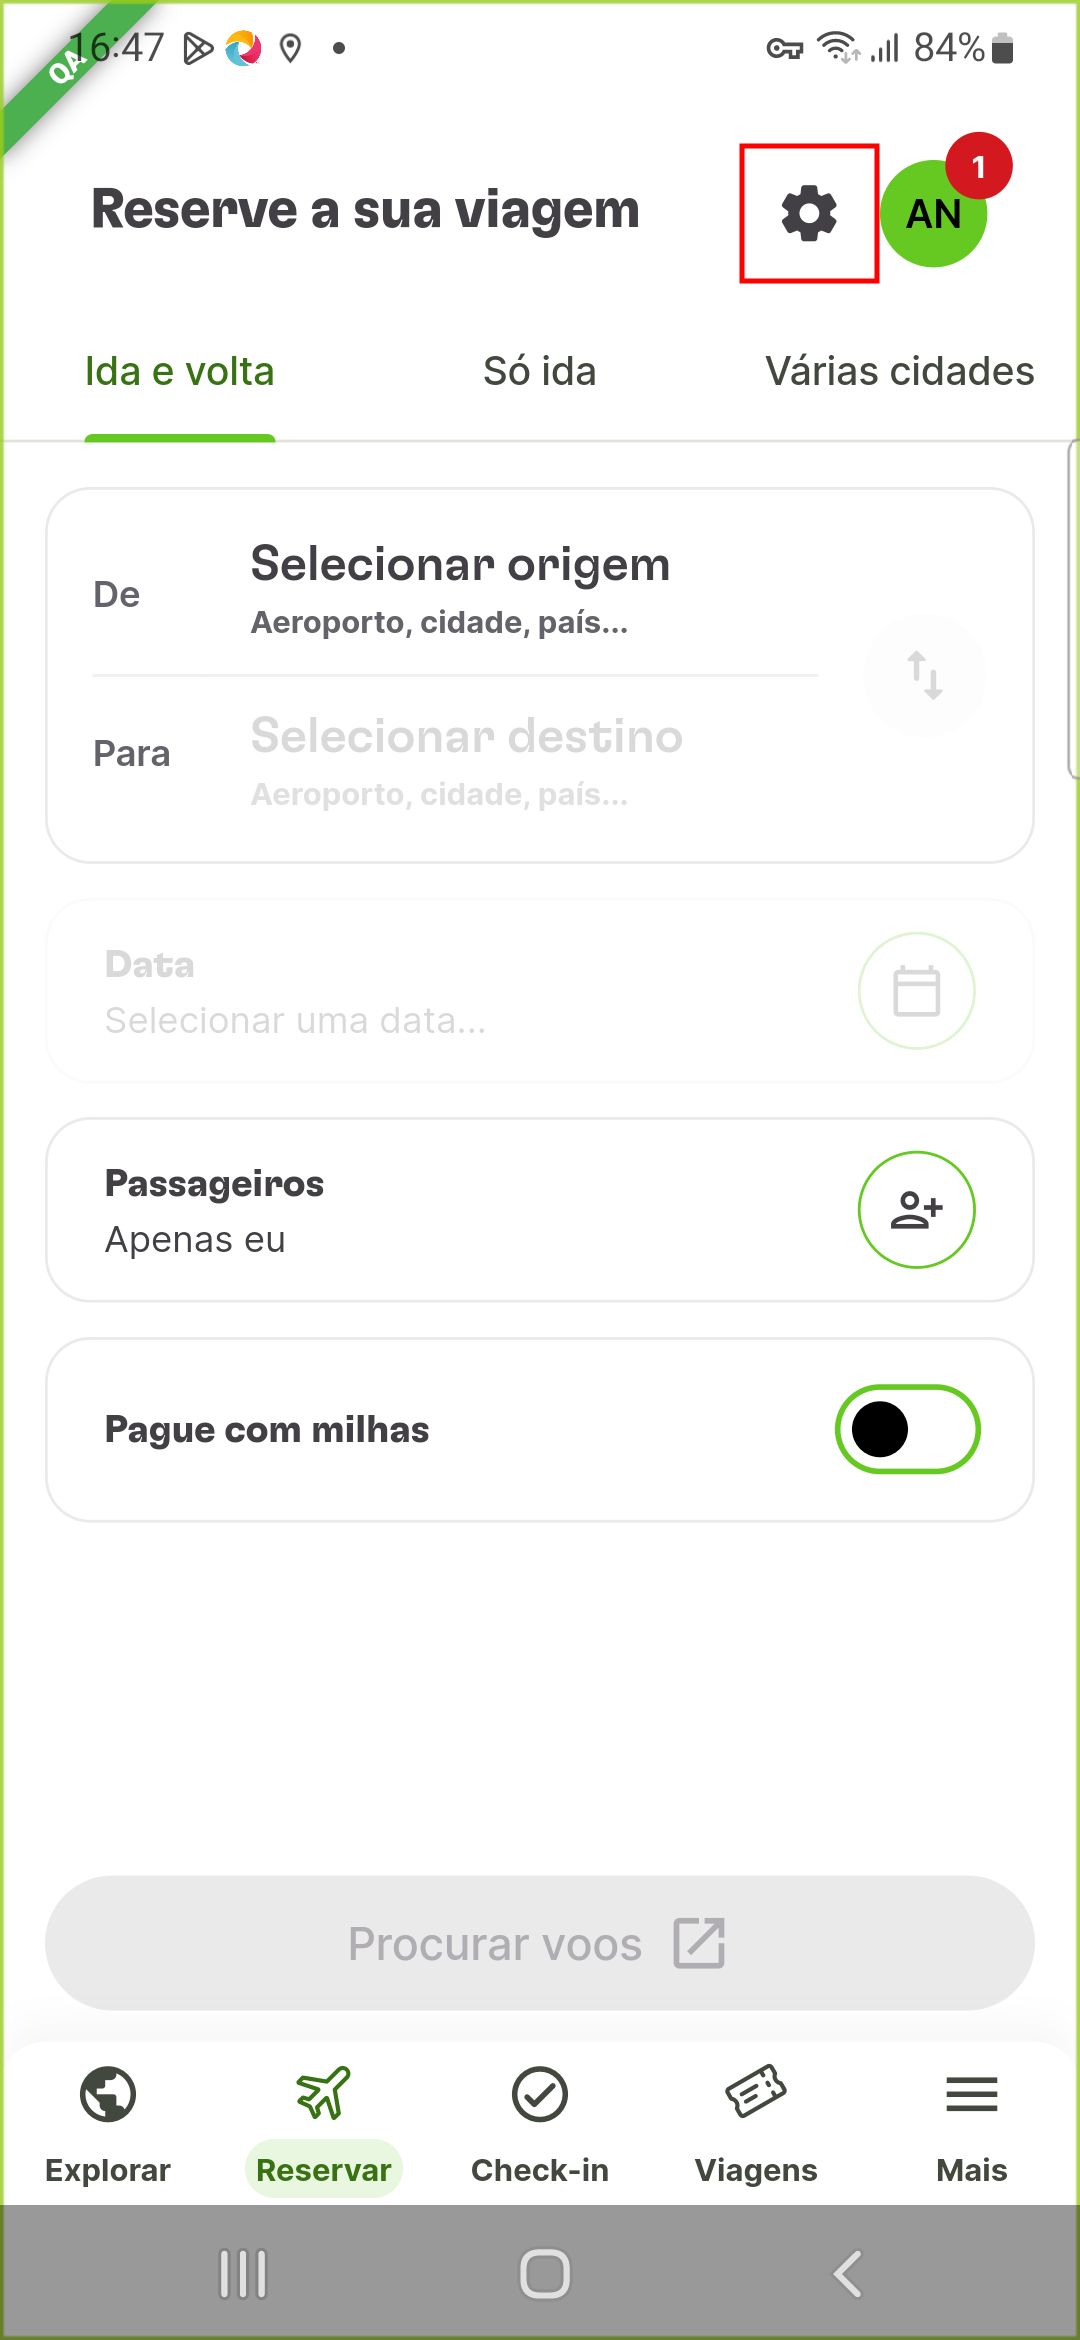 16:47
84%
QA
Reserve a sua viagem
1
AN
Ida e volta
Só ida
Várias cidades
De
Selecionar origem
Aeroporto, cidade, país...
Para
Selecionar destino
Aeroporto, cidade, país...
Data
Selecionar uma data...
Passageiros
Apenas eu
Pague com milhas
Procurar voos
Explorar
Reservar
Check-in
Viagens
Mais